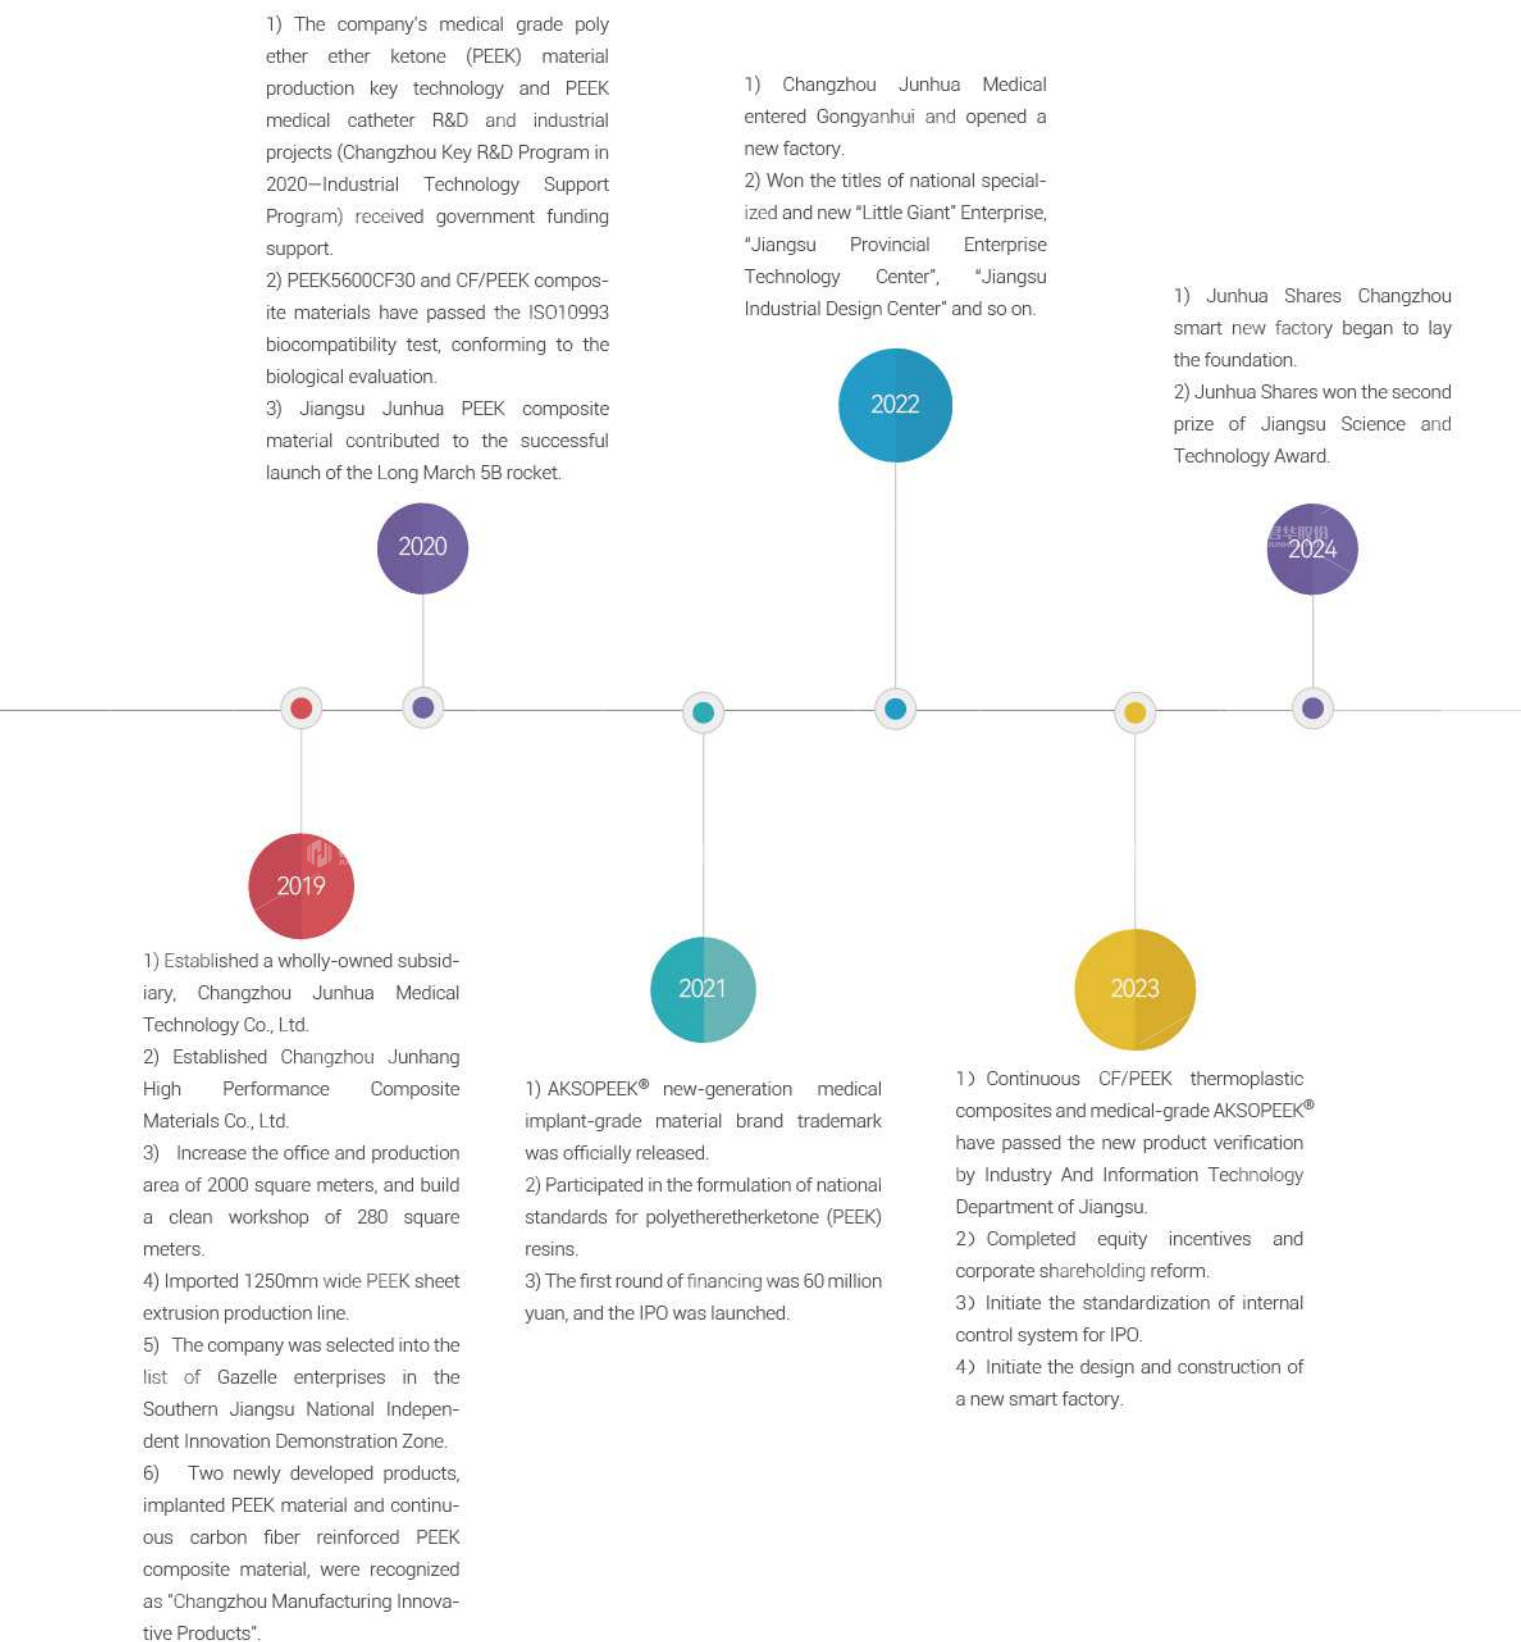 1) The company's medical grade poly
ether ether ketone (PEEK) material
production key technology and PEEK
medical catheter R&D and industrial
projects (Changzhou Key R&D Program in
2020—Industrial Technology Support
Program) received government funding
support.
2) PEEK5600CF30 and CF/PEEK compos-
ite materials have passed the ISO10993
biocompatibility test, conforming to the
biological evaluation.
3) Jiangsu Junhua PEEK composite
material contributed to the successful
launch of the Long March 5B rocket.
2020
1) Changzhou Junhua Medical
entered Gongyanhui and opened a
new factory.
2) Won the titles of national special-
ized and new “Little Giant” Enterprise,
“Jiangsu Provincial Enterprise
Technology Center”, “Jiangsu
Industrial Design Center” and so on.
2022
1) Junhua Shares Changzhou
smart new factory began to lay
the foundation.
2) Junhua Shares won the second
prize of Jiangsu Science and
Technology Award.
君华股份
2024
2019
1) Established a wholly-owned subsid-
iary, Changzhou Junhua Medical
Technology Co., Ltd.
2) Established Changzhou Junhang
High Performance Composite
Materials Co., Ltd.
3) Increase the office and production
area of 2000 square meters, and build
a clean workshop of 280 square
meters.
4) Imported 1250mm wide PEEK sheet
extrusion production line.
5) The company was selected into the
list of Gazelle enterprises in the
Southern Jiangsu National Indepen-
dent Innovation Demonstration Zone.
6) Two newly developed products,
implanted PEEK material and continu-
ous carbon fiber reinforced PEEK
composite material, were recognized
as “Changzhou Manufacturing Innova-
tive Products”.
2021
1) AKSOPEEK® new-generation medical
implant-grade material brand trademark
was officially released.
2) Participated in the formulation of national
standards for polyetheretherketone (PEEK)
resins.
3) The first round of financing was 60 million
yuan, and the IPO was launched.
2023
1) Continuous CF/PEEK thermoplastic
composites and medical-grade AKSOPEEK®
have passed the new product verification
by Industry And Information Technology
Department of Jiangsu.
2) Completed equity incentives and
corporate shareholding reform.
3) Initiate the standardization of internal
control system for IPO.
4) Initiate the design and construction of
a new smart factory.